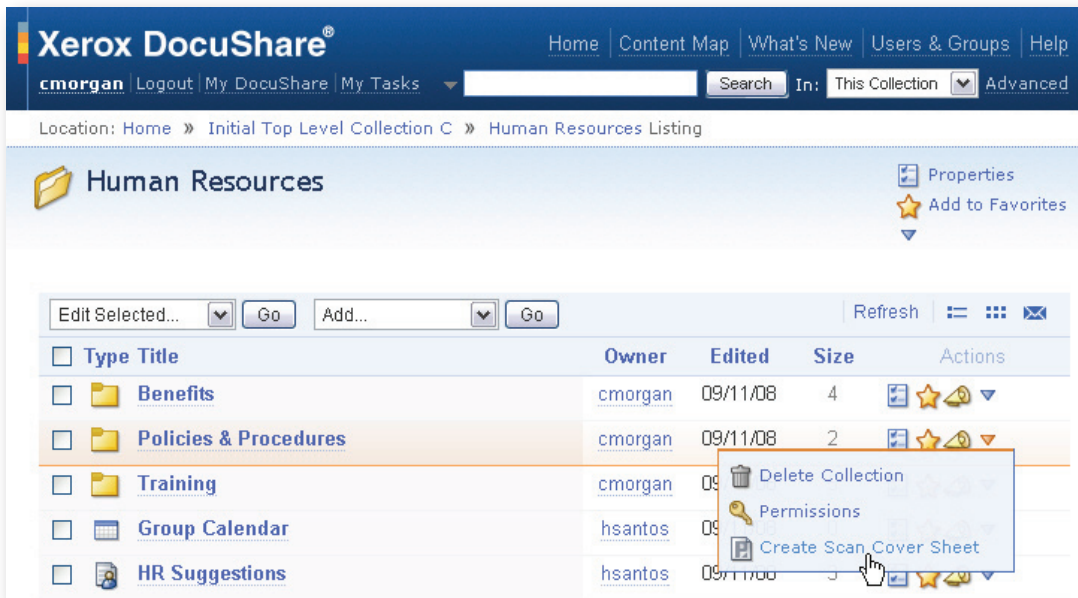 Xerox DocuShare®
Home | Content Map | What's New | Users & Groups | Help
cmorgan | Logout | My DocuShare | My Tasks Search In: This Collection Advanced
Location: Home » Initial Top Level Collection C » Human Resources Listing
Human Resources
Properties
Add to Favorites
Edit Selected... Go Add... Go Refresh
Type Title Owner Edited Size Actions
Benefits cmorgan 09/11/08 4
Policies & Procedures cmorgan 09/11/08 2
Training cmorgan
Delete Collection
Permissions
Group Calendar hsantos
Create Scan Cover Sheet
HR Suggestions hsantos